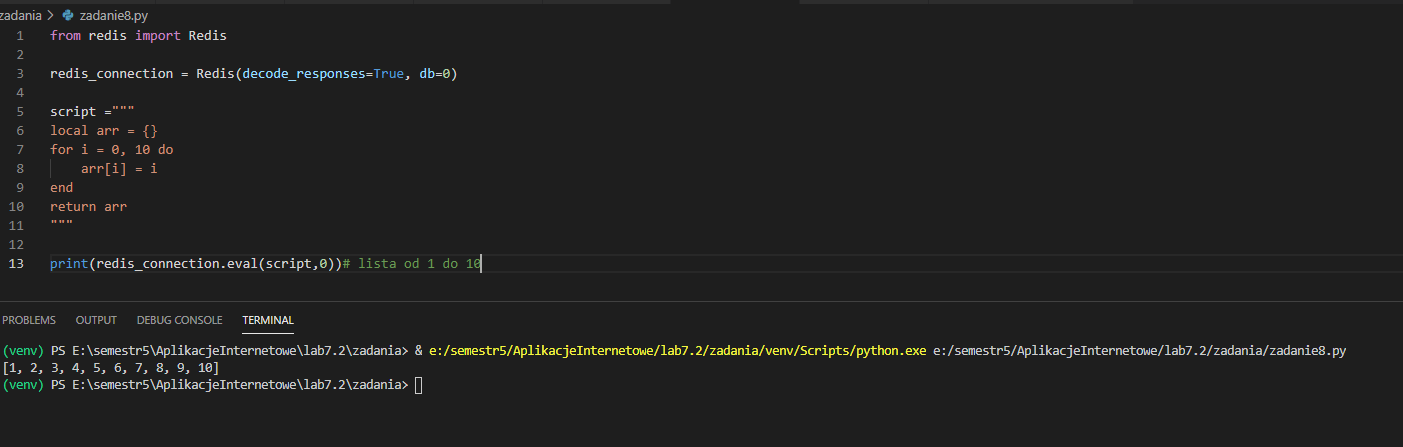 zadania > zadanie8.py
1 from redis import Redis
2
3 redis_connection = Redis(decode_responses=True, db=0)
4
5 script ="""
6 local arr = {}
7 for i = 0, 10 do
8     arr[i] = i
9 end
10 return arr
11 """
12
13 print(redis_connection.eval(script,0))# lista od 1 do 10
PROBLEMS OUTPUT DEBUG CONSOLE TERMINAL
(venv) PS E:\semestr5\AplikacjeInternetowe\lab7.2\zadania> & e:/semestr5/AplikacjeInternetowe/lab7.2/zadania/venv/Scripts/python.exe e:/semestr5/AplikacjeInternetowe/lab7.2/zadania/zadanie8.py
[1, 2, 3, 4, 5, 6, 7, 8, 9, 10]
(venv) PS E:\semestr5\AplikacjeInternetowe\lab7.2\zadania>